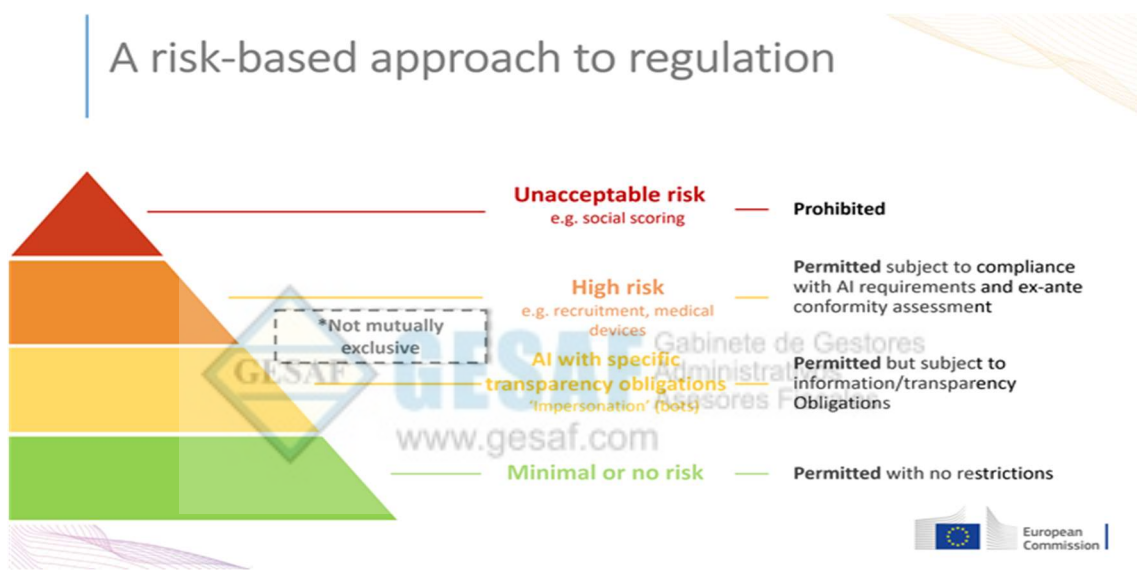 A risk-based approach to regulation
Unacceptable risk
e.g. social scoring
Prohibited
High risk
e.g. recruitment, medical
devices
Permitted subject to compliance
with AI requirements and ex-ante
conformity assessment
*Not mutually
exclusive
AI with specific
transparency obligations
'Impersonation' (bots)
Permitted but subject to
information/transparency
Obligations
Minimal or no risk
Permitted with no restrictions
GESAF
GESAF
Gabinete de Gestores
Administrativos
Asesores Fiscales
www.gesaf.com
European
Commission